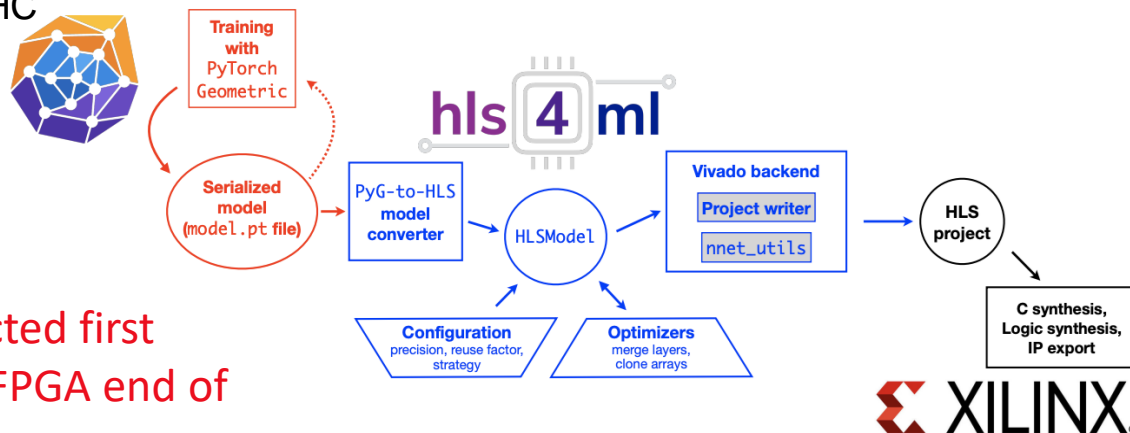 HC
Training
with
PyTorch
Geometric
hls 4 ml
Serialized
model
(model.pt file)
PyG-to-HLS
model
converter
HLSModel
Vivado backend
Project writer
nnet_utils
HLS
project
Configuration
precision, reuse factor,
strategy
Optimizers
merge layers,
clone arrays
C synthesis,
Logic synthesis,
IP export
cted first
FPGA end of
XILINX.